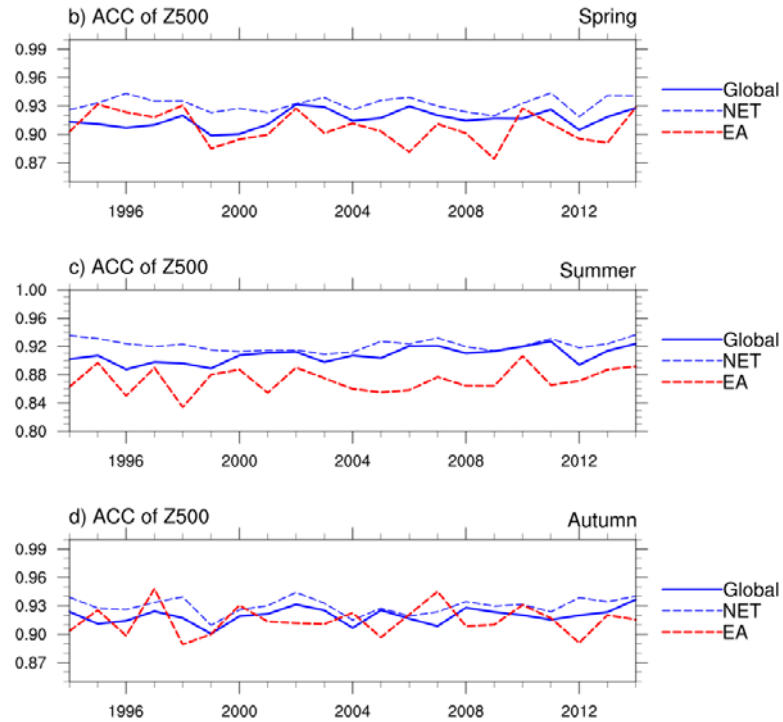 b) ACC of Z500 Spring
0.99
0.96
0.93
0.90
0.87
1996 2000 2004 2008 2012
Global
NET
EA
c) ACC of Z500 Summer
1.00
0.96
0.92
0.88
0.84
0.80
1996 2000 2004 2008 2012
Global
NET
EA
d) ACC of Z500 Autumn
0.99
0.96
0.93
0.90
0.87
1996 2000 2004 2008 2012
Global
NET
EA